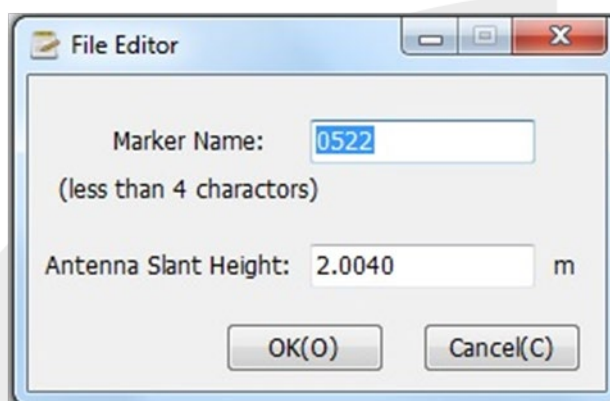 File Editor
Marker Name: 0522
(less than 4 charactors)
Antenna Slant Height: 2.0040 m
OK(O) Cancel(C)